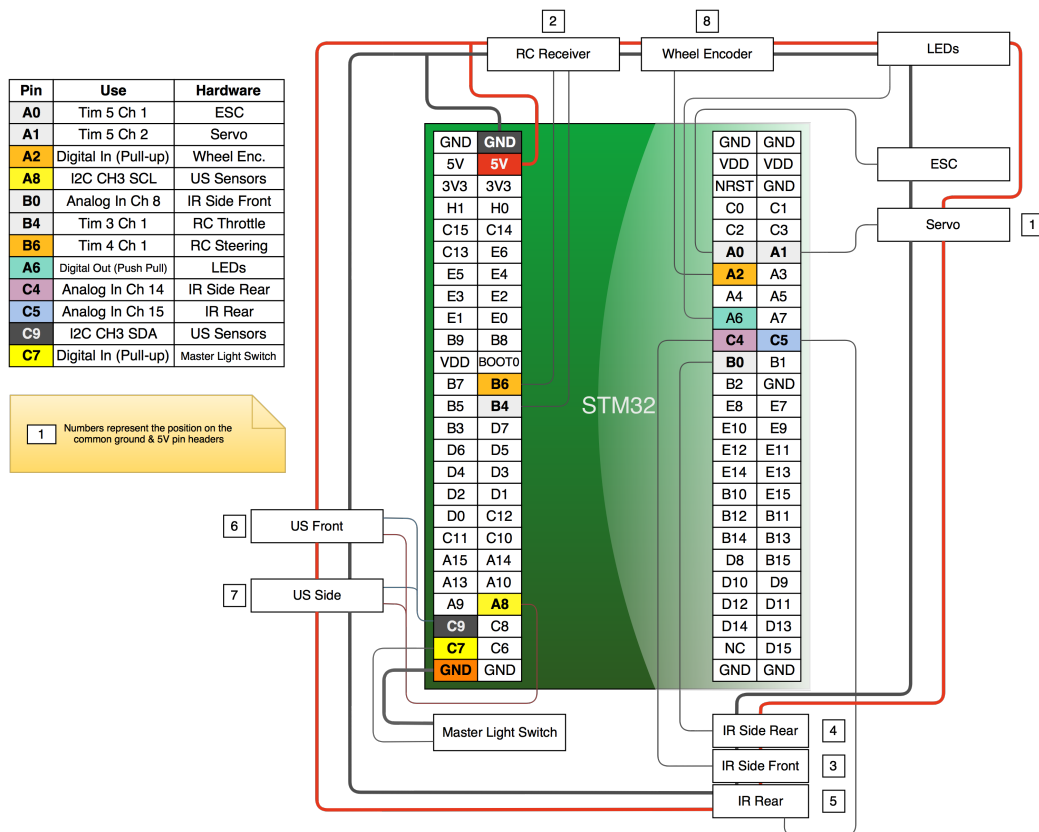 2
8
RC Receiver
Wheel Encoder
LEDs
Pin Use Hardware
A0 Tim 5 Ch 1 ESC
A1 Tim 5 Ch 2 Servo
A2 Digital In (Pull-up) Wheel Enc.
A8 I2C CH3 SCL US Sensors
B0 Analog In Ch 8 IR Side Front
B4 Tim 3 Ch 1 RC Throttle
B6 Tim 4 Ch 1 RC Steering
A6 Digital Out (Push Pull) LEDs
C4 Analog In Ch 14 IR Side Rear
C5 Analog In Ch 15 IR Rear
C9 I2C CH3 SDA US Sensors
C7 Digital In (Pull-up) Master Light Switch
1
Numbers represent the position on the
common ground & 5V pin headers
GND GND
5V 5V
3V3 3V3
H1 H0
C15 C14
C13 E6
E5 E4
E3 E2
E1 E0
B9 B8
VDD BOOT0
B7 B6
B5 B4
B3 D7
D6 D5
D4 D3
D2 D1
D0 C12
C11 C10
A15 A14
A13 A10
A9 A8
C9 C8
C7 C6
GND GND
STM32
GND GND
VDD VDD
NRST GND
C0 C1
C2 C3
A0 A1
A2 A3
A4 A5
A6 A7
C4 C5
B0 B1
B2 GND
E8 E7
E10 E9
E12 E11
E14 E13
B10 E15
B12 B11
B14 B13
D8 B15
D10 D9
D12 D11
D14 D13
NC D15
GND GND
ESC
Servo
1
6
US Front
7
US Side
Master Light Switch
IR Side Rear
4
IR Side Front
3
IR Rear
5